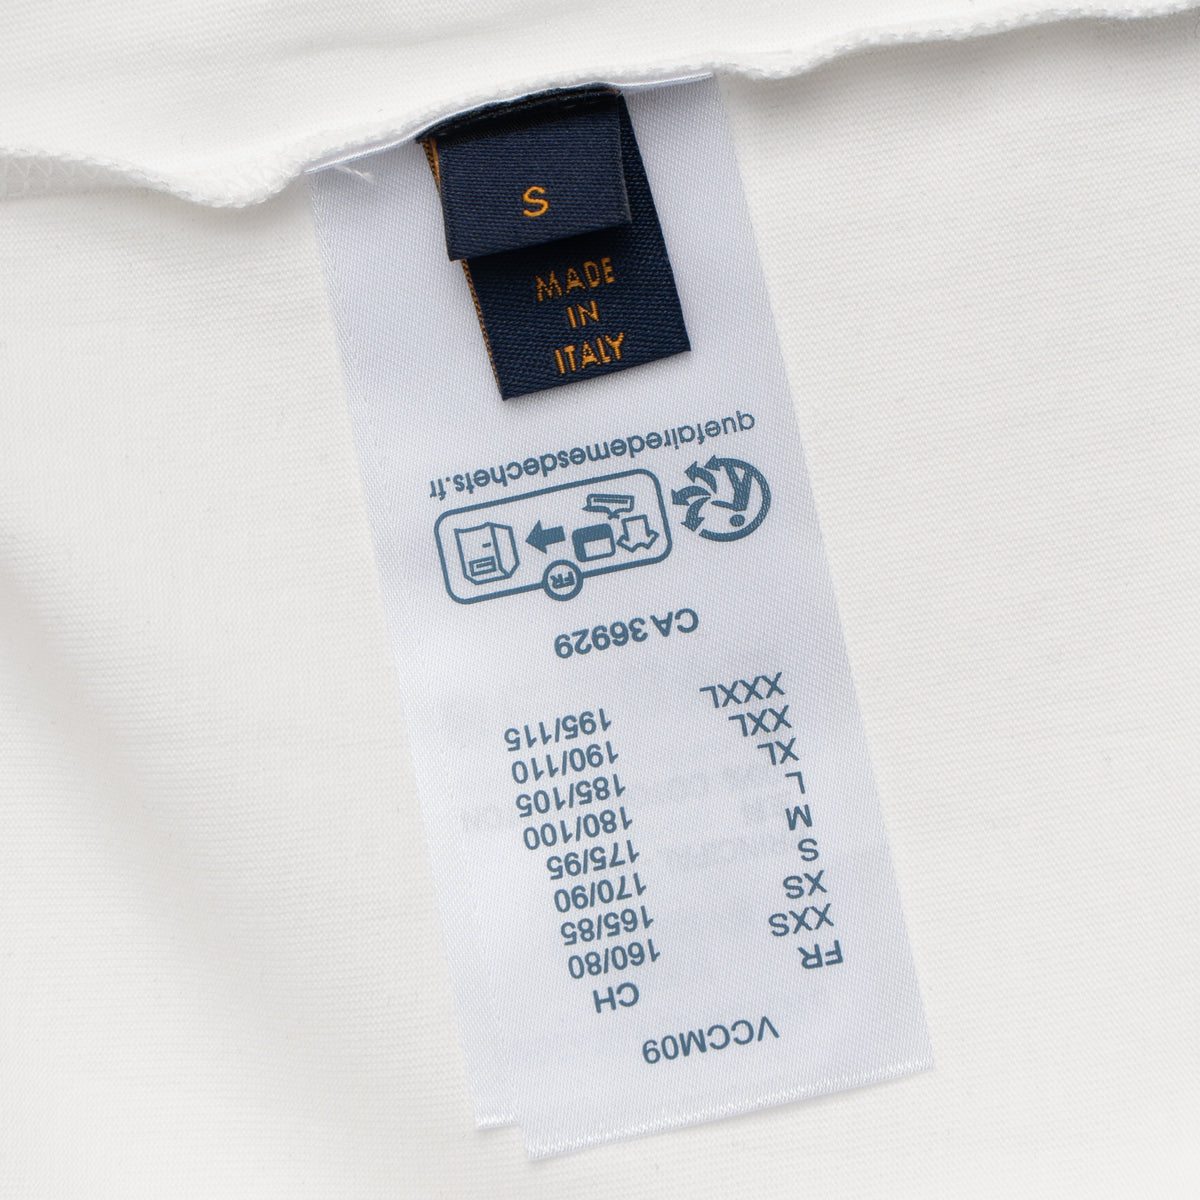 S
MADE
IN
ITALY
VCCM09
FR CH
XXS 160/80
XS 165/85
S 170/90
M 175/95
L 180/100
XL 185/105
XXL 190/110
XXXL 195/115
CA 36929
FR
quefairedemesdechets.fr